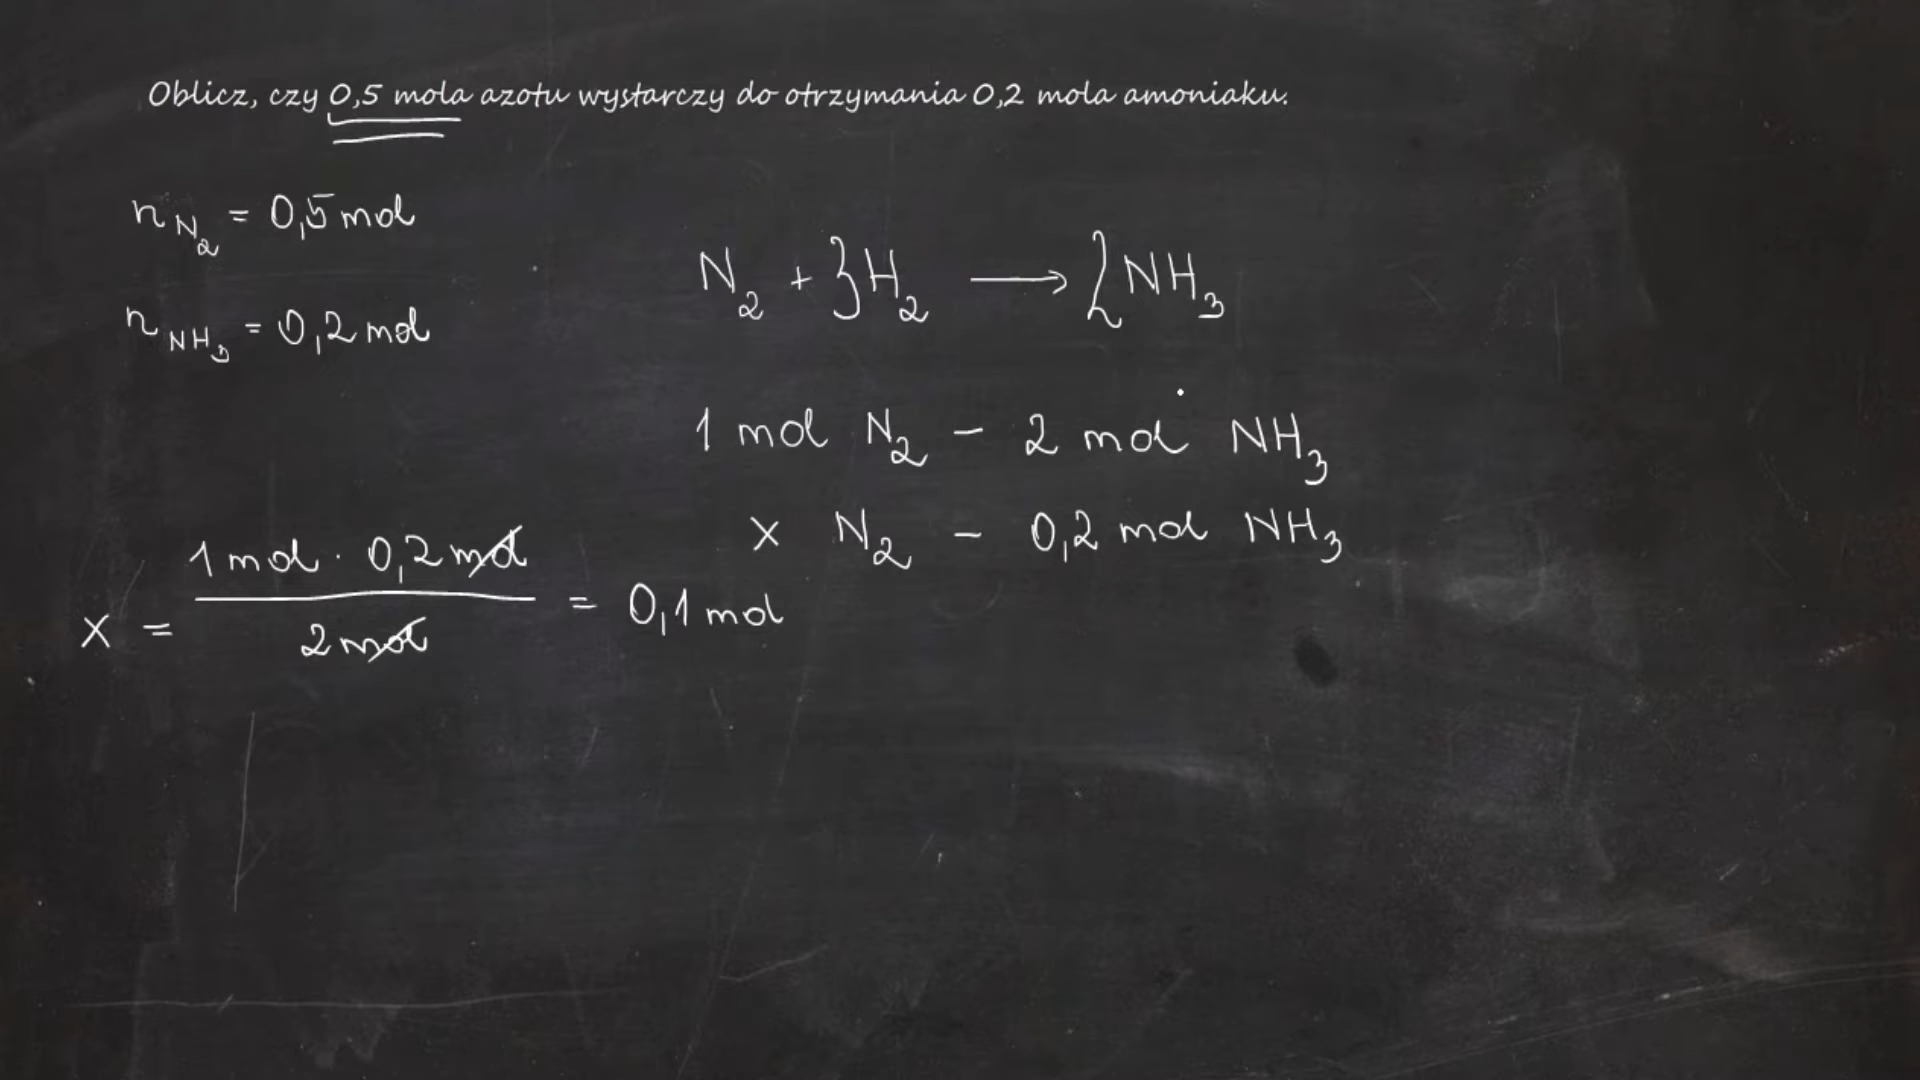 Oblicz, czy 0,5 mola azotu wystarczy do otrzymania 0,2 mola amoniaku.
n N₂ = 0,5 mol
n NH₃ = 0,2 mol
N₂ + 3H₂ ⟶ 2NH₃
1 mol N₂ - 2 mol NH₃
x N₂ - 0,2 mol NH₃
x = 1 mol · 0,2 mol / 2 mol = 0,1 mol